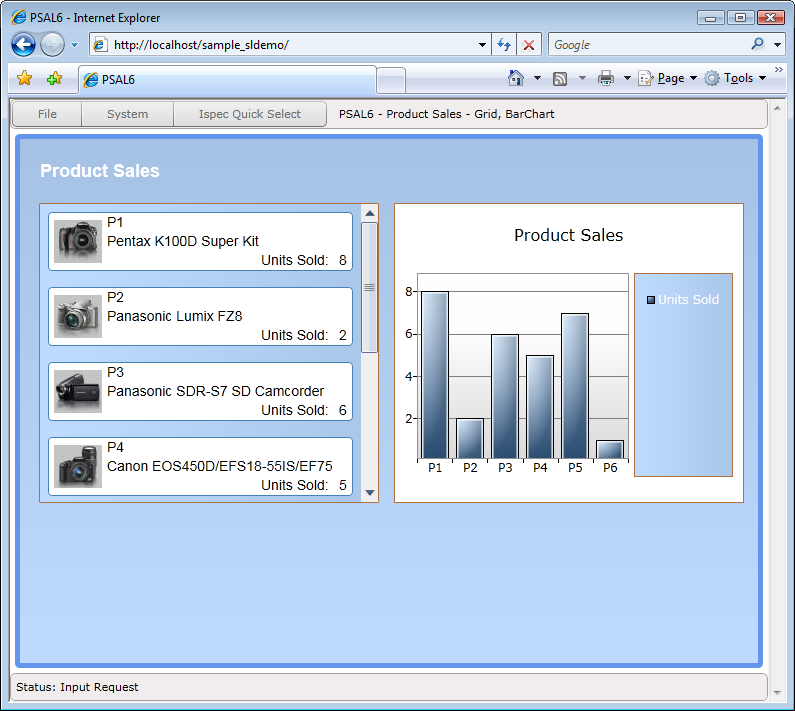 PSAL6 - Internet Explorer
http://localhost/sample_sldemo/
Google
PSAL6
Page
Tools
File
System
Ispec Quick Select
PSAL6 - Product Sales - Grid, BarChart
Product Sales
P1
Pentax K100D Super Kit
Units Sold: 8
P2
Panasonic Lumix FZ8
Units Sold: 2
P3
Panasonic SDR-S7 SD Camcorder
Units Sold: 6
P4
Canon EOS450D/EFS18-55IS/EF75
Units Sold: 5
Product Sales
8
6
4
2
P1 P2 P3 P4 P5 P6
Units Sold
Status: Input Request